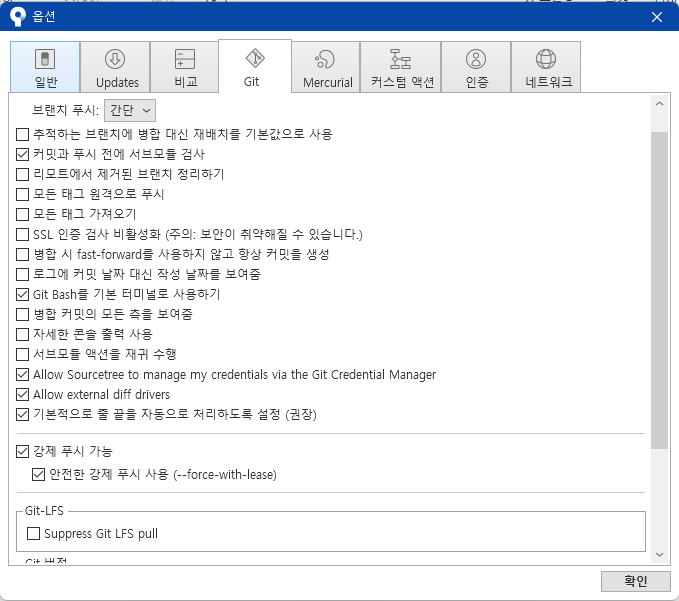 옵션
일반
Updates
비교
Git
Mercurial
커스텀 액션
인증
네트워크
브랜치 푸시: 간단
추적하는 브랜치에 병합 대신 재배치를 기본값으로 사용
커밋과 푸시 전에 서브모듈 검사
리모트에서 제거된 브랜치 정리하기
모든 태그 원격으로 푸시
모든 태그 가져오기
SSL 인증 검사 비활성화 (주의: 보안이 취약해질 수 있습니다.)
병합 시 fast-forward를 사용하지 않고 항상 커밋을 생성
로그에 커밋 날짜 대신 작성 날짜를 보여줌
Git Bash를 기본 터미널로 사용하기
병합 커밋의 모든 측을 보여줌
자세한 콘솔 출력 사용
서브모듈 액션을 재귀 수행
Allow Sourcetree to manage my credentials via the Git Credential Manager
Allow external diff drivers
기본적으로 줄 끝을 자동으로 처리하도록 설정 (권장)
강제 푸시 가능
안전한 강제 푸시 사용 (--force-with-lease)
Git-LFS
Suppress Git LFS pull
Git 버전
확인